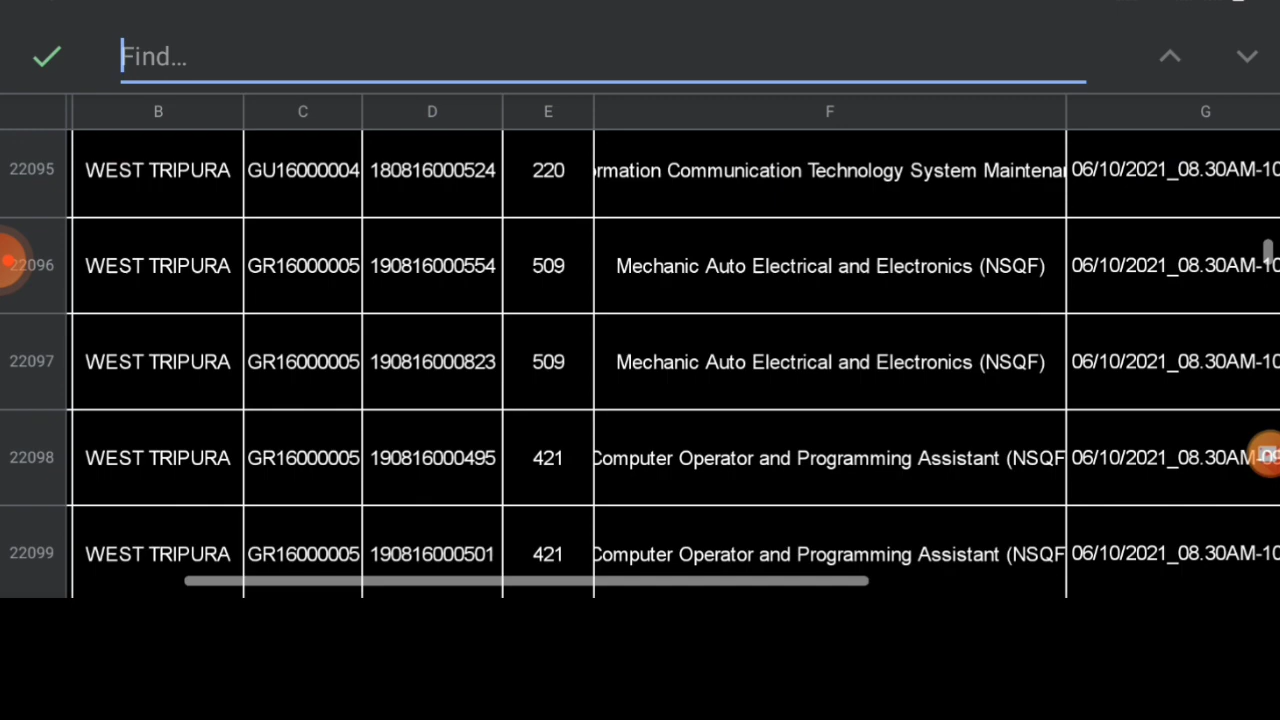 Find...
B C D E F G
22095 WEST TRIPURA GU16000004 180816000524 220 Communication Technology System 06/10/2021_08.30AM-10
22096 WEST TRIPURA GR16000005 190816000554 509 Mechanic Auto Electrical and Electronics (NSQF) 06/10/2021_08.30AM-10
22097 WEST TRIPURA GR16000005 190816000823 509 Mechanic Auto Electrical and Electronics (NSQF) 06/10/2021_08.30AM-10
22098 WEST TRIPURA GR16000005 190816000495 421 Computer Operator and Programming Assistant (NSQF 06/10/2021_08.30AM
22099 WEST TRIPURA GR16000005 190816000501 421 Computer Operator and Programming Assistant (NSQF 06/10/2021_08.30AM-10